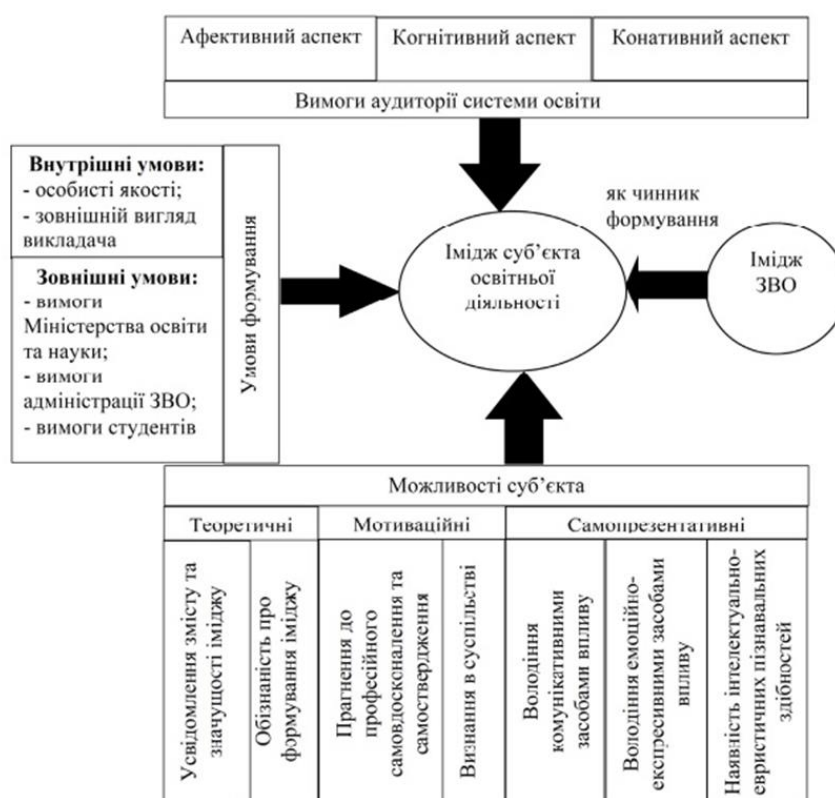 Афективний аспект
Когнітивний аспект
Конативний аспект
Вимоги аудиторії системи освіти
Внутрішні умови:
- особисті якості;
- зовнішній вигляд
викладача
Зовнішні умови:
- вимоги
Міністерства освіти
та науки;
- вимоги
адміністрації ЗВО;
- вимоги студентів
Умови формування
Імідж суб’єкта
освітньої
діяльності
як чинник
формування
Імідж
ЗВО
Можливості суб’єкта
Теоретичні
Мотиваційні
Самопрезентативні
Усвідомлення змісту та
значущості іміджу
Обізнаність про
формування іміджу
Прагнення до
професійного
самовдосксналення та
самоствердження
Визнання в суспільстві
Володіння
комунікативними
засобами впливу
Володіння емоційно-
експресивними засобами
впливу
Наявність інтелектуально-
евристичних пізнавальних
здібностей